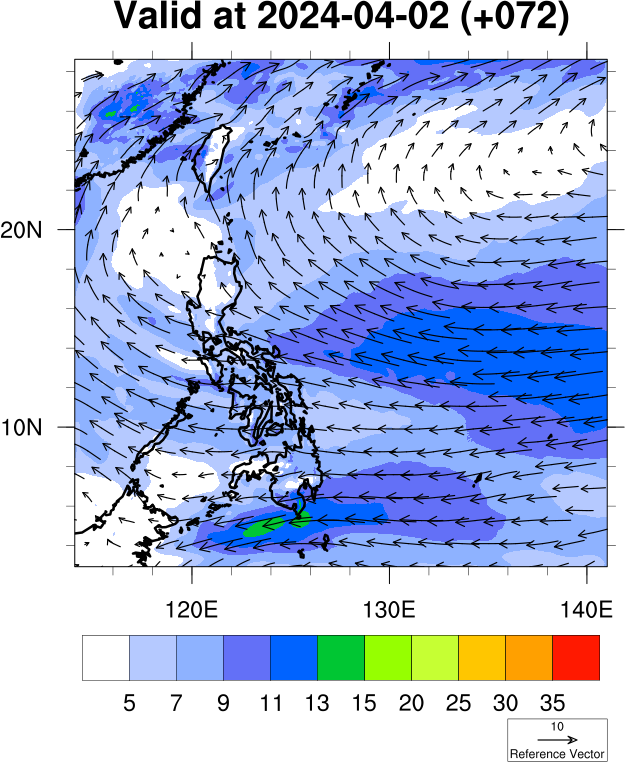 Valid at 2024-04-02 (+072)
20N
10N
120E 130E 140E
5 7 9 11 13 15 20 25 30 35
10
Reference Vector